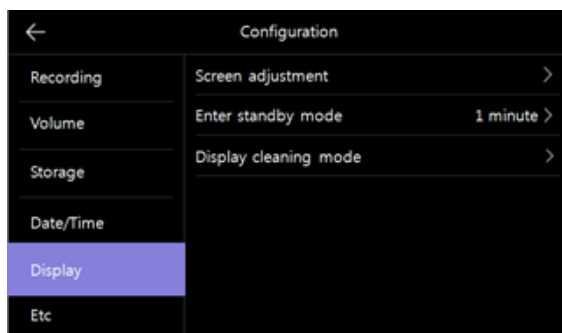 Configuration
Recording
Volume
Storage
Date/Time
Display
Etc
Screen adjustment
Enter standby mode 1 minute
Display cleaning mode